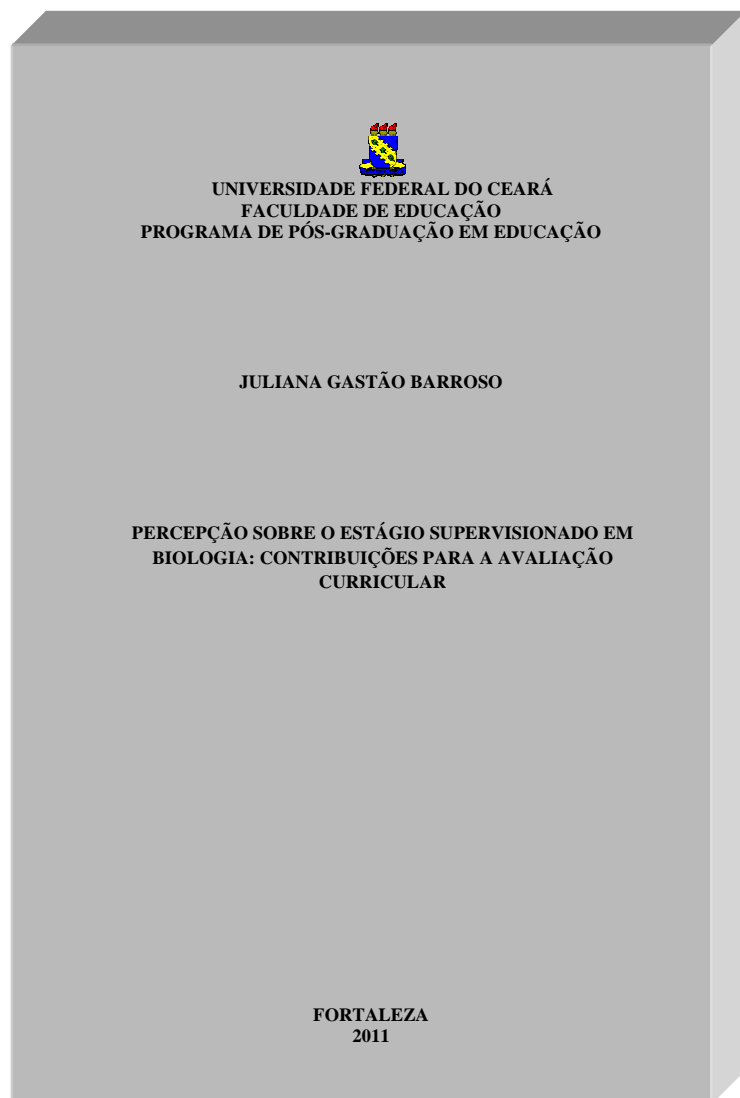 UNIVERSIDADE FEDERAL DO CEARÁ
FACULDADE DE EDUCAÇÃO
PROGRAMA DE PÓS-GRADUAÇÃO EM EDUCAÇÃO
JULIANA GASTÃO BARROSO
PERCEPÇÃO SOBRE O ESTÁGIO SUPERVISIONADO EM
BIOLOGIA: CONTRIBUIÇÕES PARA A AVALIAÇÃO
CURRICULAR
FORTALEZA
2011